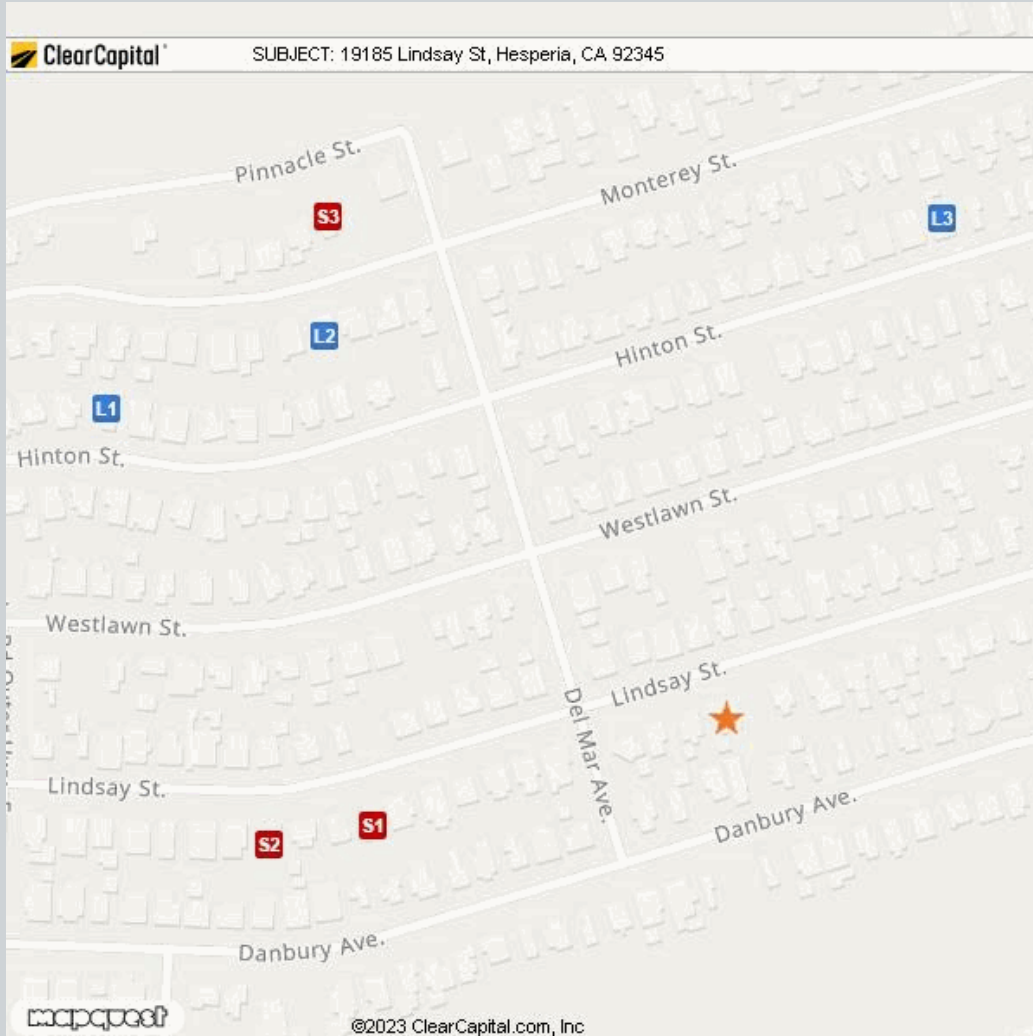 ClearCapital
SUBJECT: 19185 Lindsay St, Hesperia, CA 92345
Pinnacle St.
Monterey St.
S3
L3
L2
Hinton St.
L1
Hinton St.
Westlawn St.
Westlawn St.
Lindsay St.
Del Mar Ave.
Lindsay St.
S1
S2
Danbury Ave.
Danbury Ave.
mapquest
©2023 ClearCapital.com, Inc